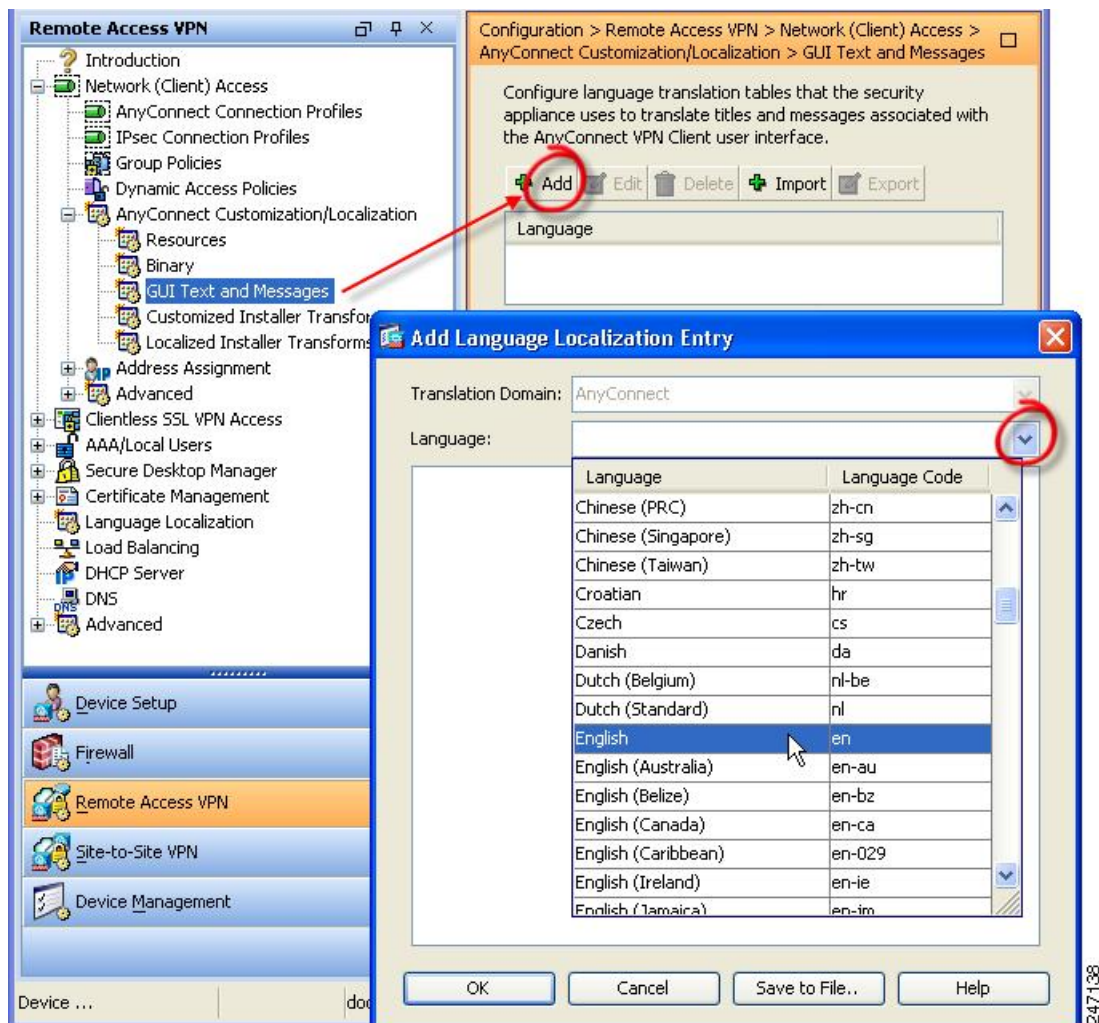 Remote Access VPN
Introduction
Network (Client) Access
AnyConnect Connection Profiles
IPsec Connection Profiles
Group Policies
Dynamic Access Policies
AnyConnect Customization/Localization
Resources
Binary
GUI Text and Messages
Customized Installer Transfor
Localized Installer Transforms
Address Assignment
Advanced
Clientless SSL VPN Access
AAA/Local Users
Secure Desktop Manager
Certificate Management
Language Localization
Load Balancing
DHCP Server
DNS
Advanced
Device Setup
Firewall
Remote Access VPN
Site-to-Site VPN
Device Management
Device ...
doc
Configuration > Remote Access VPN > Network (Client) Access >
AnyConnect Customization/Localization > GUI Text and Messages
Configure language translation tables that the security
appliance uses to translate titles and messages associated with
the AnyConnect VPN Client user interface.
Add Edit Delete Import Export
Language
Add Language Localization Entry
Translation Domain: AnyConnect
Language:
Language Language Code
Chinese (PRC) zh-cn
Chinese (Singapore) zh-sg
Chinese (Taiwan) zh-tw
Croatian hr
Czech cs
Danish da
Dutch (Belgium) nl-be
Dutch (Standard) nl
English en
English (Australia) en-au
English (Belize) en-bz
English (Canada) en-ca
English (Caribbean) en-029
English (Ireland) en-ie
English (Jamaica) en-jm
OK Cancel Save to File.. Help
247138